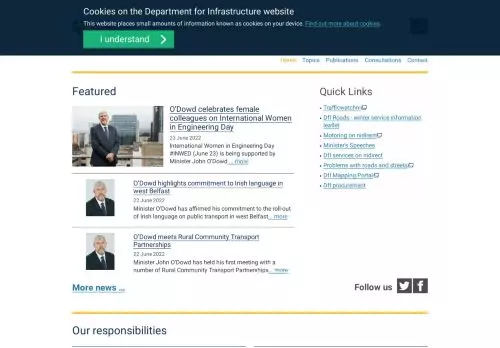 Cookies on the Department for Infrastructure website
This website places small amounts of information known as cookies on your device. Find out more about cookies.
I understand
Home Topics Publications Consultations Contact
Featured
O'Dowd celebrates female
colleagues on International Women
in Engineering Day
23 June 2022
International Women in Engineering Day
#INWED (June 23) is being supported by
Minister John O'Dowd... more
O'Dowd highlights commitment to Irish language in
west Belfast
22 June 2022
Minister O'Dowd has affirmed his commitment to the roll-out
of Irish language on public transport in west Belfast... more
O'Dowd meets Rural Community Transport
Partnerships
22 June 2022
Minister John O'Dowd has held his first meeting with a
number of Rural Community Transport Partnerships... more
More news ...
Quick Links
Trafficwatchni
DfI Roads - winter service information
leaflet
Motoring on nidirect
Minister's Speeches
DfI services on nidirect
Problems with roads and streets
DfI Mapping Portal
DfI procurement
Follow us
Our responsibilities